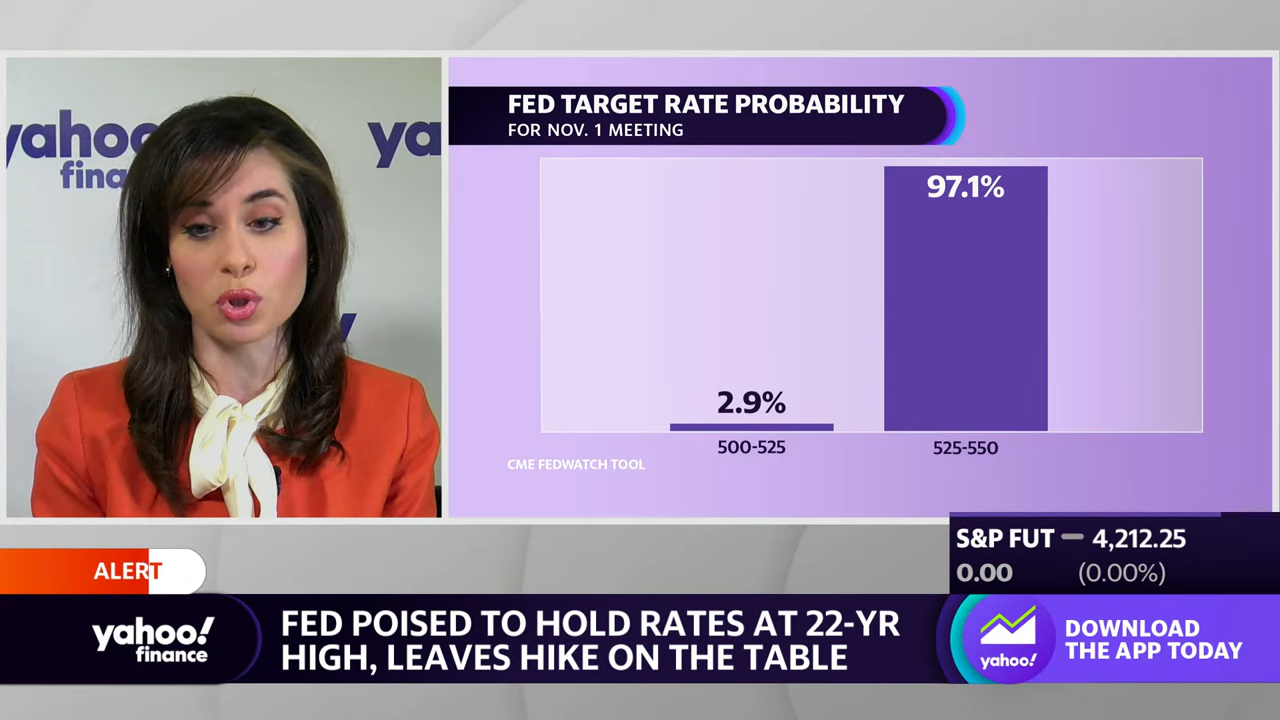 yahoo
finance
ya
FED TARGET RATE PROBABILITY
FOR NOV. 1 MEETING
97.1%
2.9%
500-525
525-550
CME FEDWATCH TOOL
S&P FUT 4,212.25
0.00 (0.00%)
ALERT
yahoo!
finance
FED POISED TO HOLD RATES AT 22-YR
HIGH, LEAVES HIKE ON THE TABLE
yahoo!
DOWNLOAD
THE APP TODAY